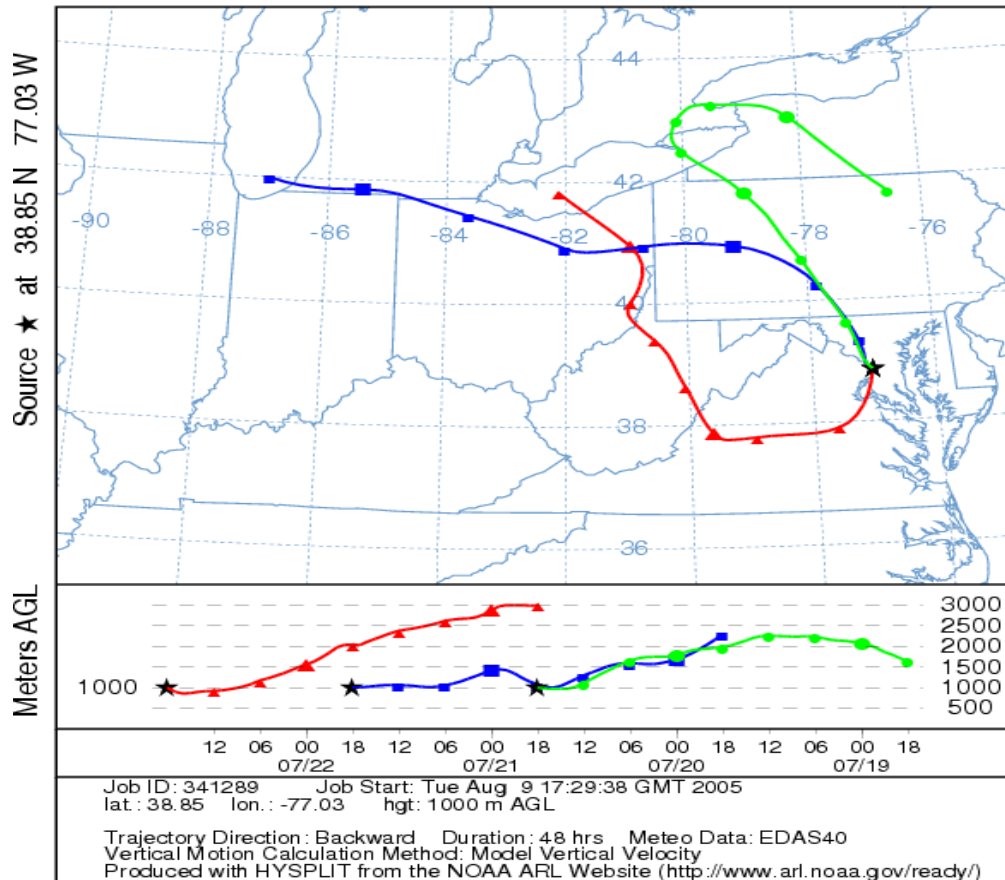 Source ★ at 38.85 N 77.03 W
44
42
-90
-88
-86
-84
-82
-80
-78
-76
40
38
36
Meters AGL
3000
2500
2000
1500
1000
1000
500
12 06 00 18 12 06 00 18 12 06 00 18 12 06 00 18
07/22 07/21 07/20 07/19
Job ID: 341289 Job Start: Tue Aug 9 17:29:38 GMT 2005
lat.: 38.85 lon.: -77.03 hgt: 1000 m AGL
Trajectory Direction: Backward Duration: 48 hrs Meteo Data: EDAS40
Vertical Motion Calculation Method: Model Vertical Velocity
Produced with HYSPLIT from the NOAA ARL Website (http://www.arl.noaa.gov/ready/)